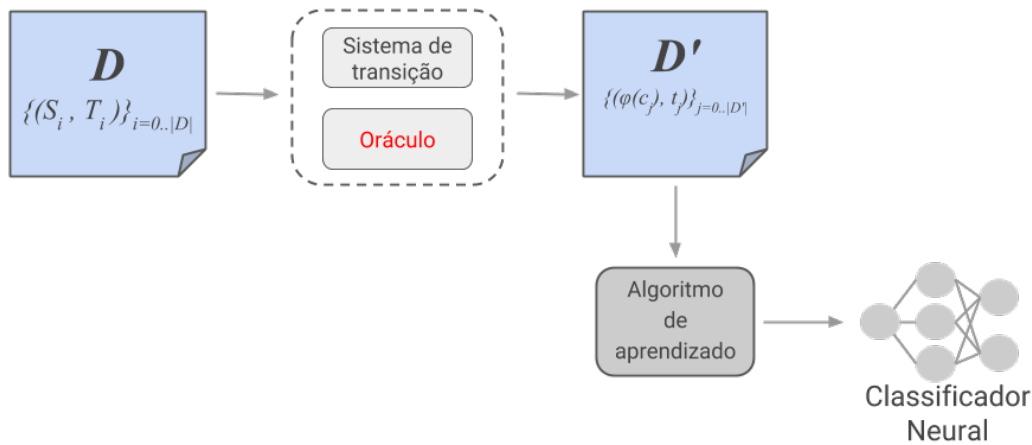 D
{(Sᵢ , Tᵢ)}ᵢ₌₀..|D|
Sistema de
transição
Oráculo
D'
{(φ(cⱼ), tⱼ)}ⱼ₌₀..|D'|
Algoritmo
de
aprendizado
Classificador
Neural